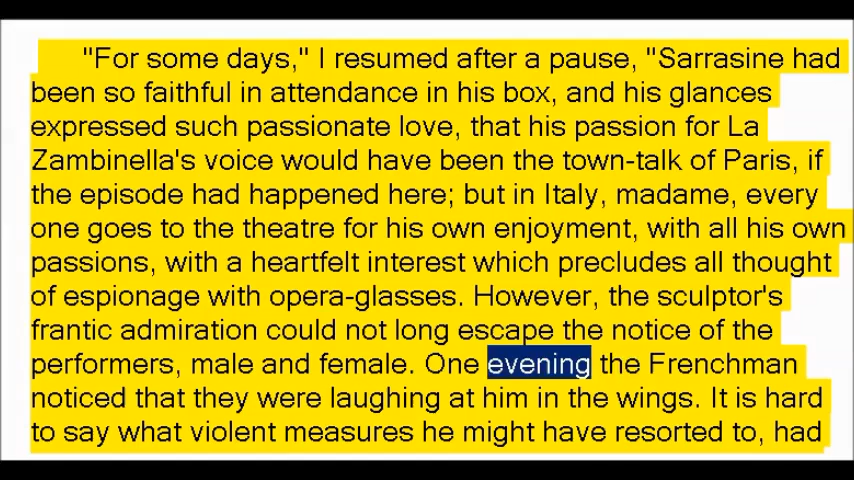 "For some days," I resumed after a pause, "Sarrasine had
been so faithful in attendance in his box, and his glances
expressed such passionate love, that his passion for La
Zambinella's voice would have been the town-talk of Paris, if
the episode had happened here; but in Italy, madame, every
one goes to the theatre for his own enjoyment, with all his own
passions, with a heartfelt interest which precludes all thought
of espionage with opera-glasses. However, the sculptor's
frantic admiration could not long escape the notice of the
performers, male and female. One evening the Frenchman
noticed that they were laughing at him in the wings. It is hard
to say what violent measures he might have resorted to, had